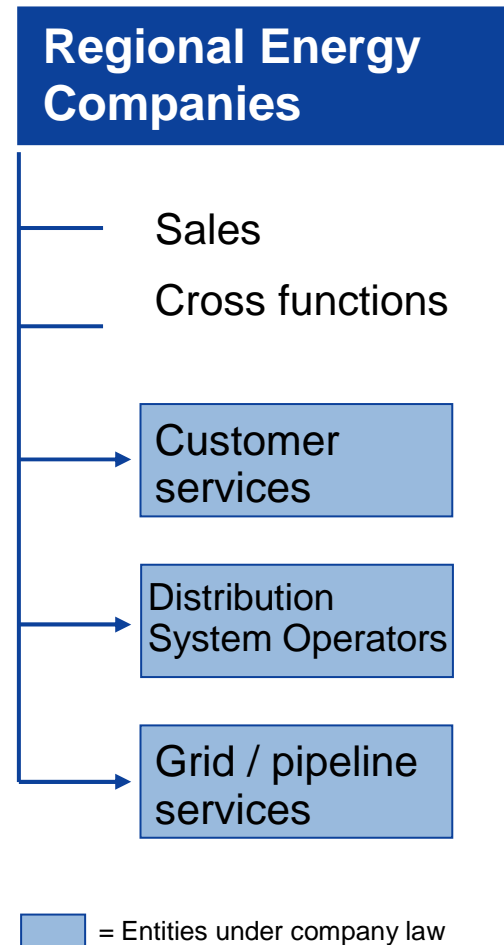 Regional Energy
Companies
Sales
Cross functions
Customer
services
Distribution
System Operators
Grid / pipeline
services
= Entities under company law